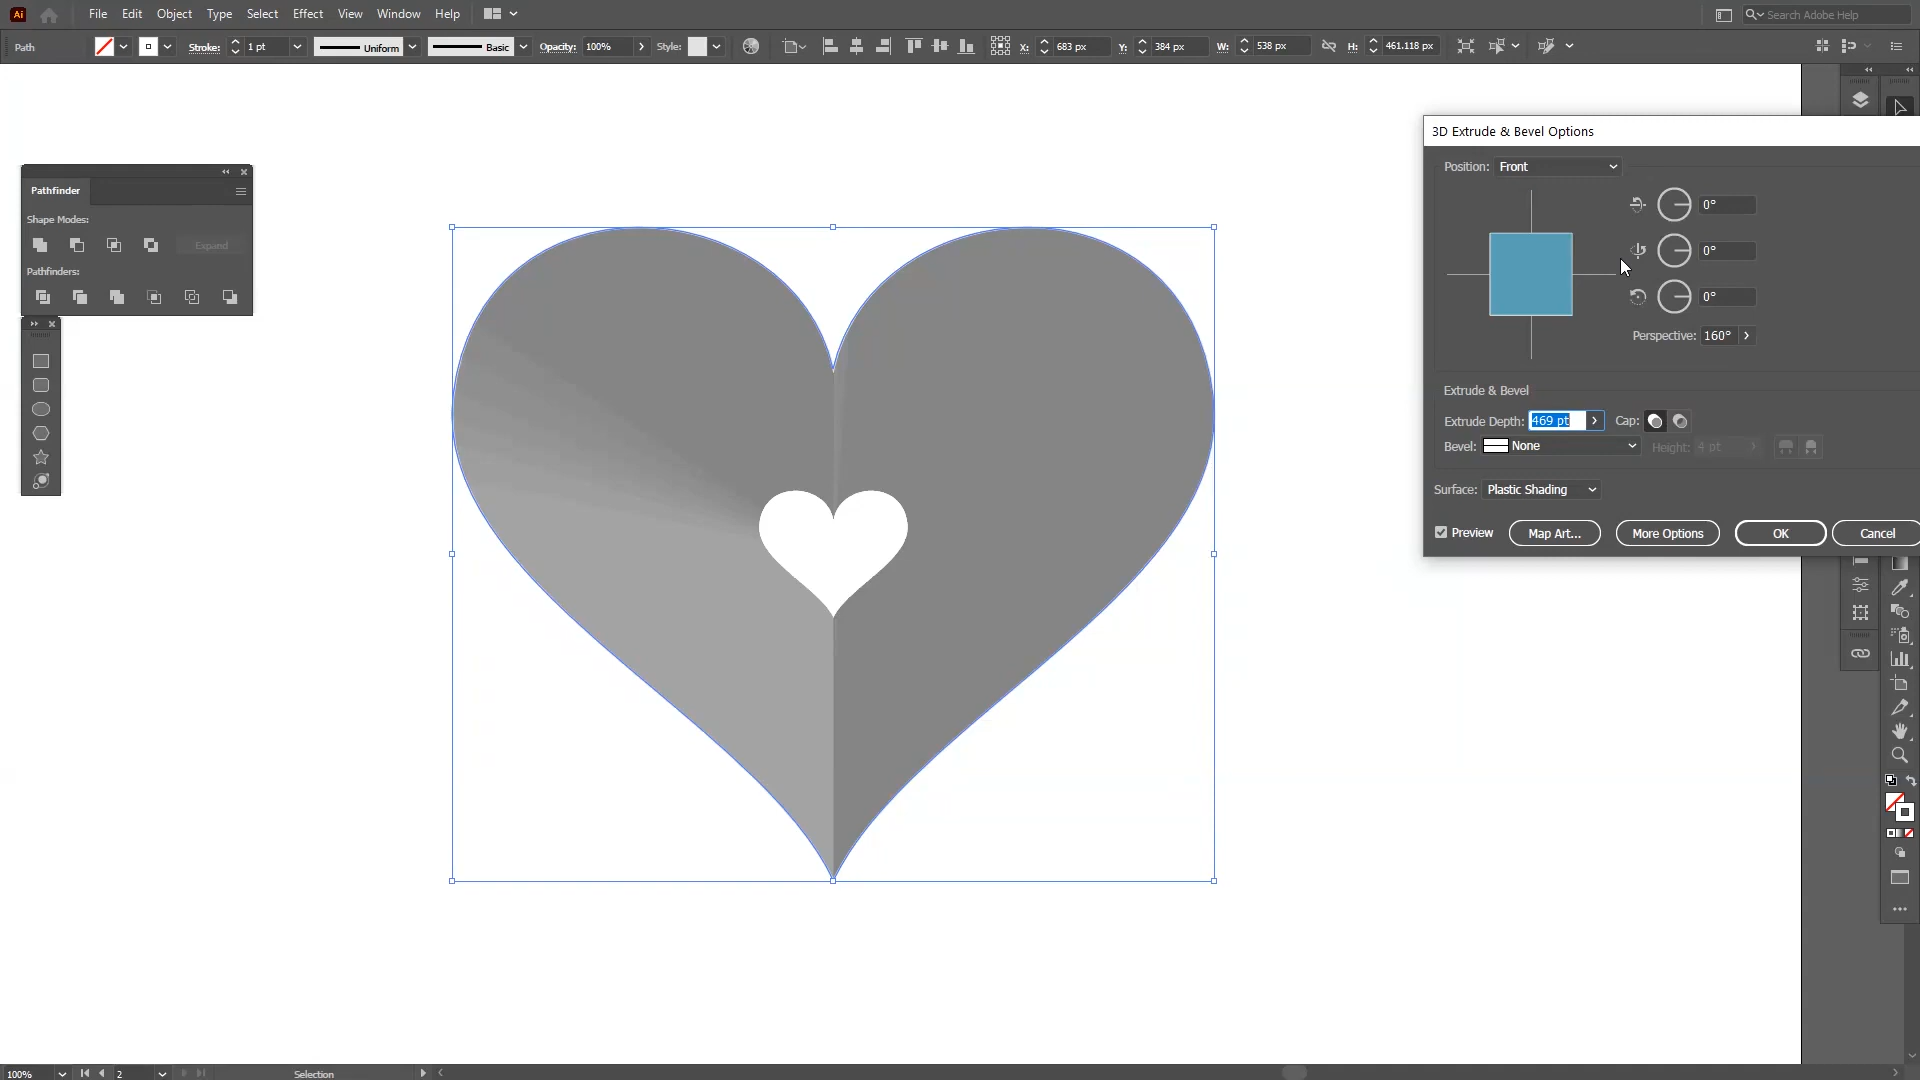 Ai File Edit Object Type Select Effect View Window Help Search Adobe Help
Path Stroke: 1 pt Uniform Basic Opacity: 100% Style: X: 683 px Y: 384 px W: 538 px H: 461.118 px
3D Extrude & Bevel Options
Position: Front
0°
0°
0°
Perspective: 160°
Extrude & Bevel
Extrude Depth: 469 pt Cap:
Bevel: None Height: 4 pt
Surface: Plastic Shading
Preview Map Art... More Options OK Cancel
Pathfinder
Shape Modes:
Expand
Pathfinders:
100% 2 Selection